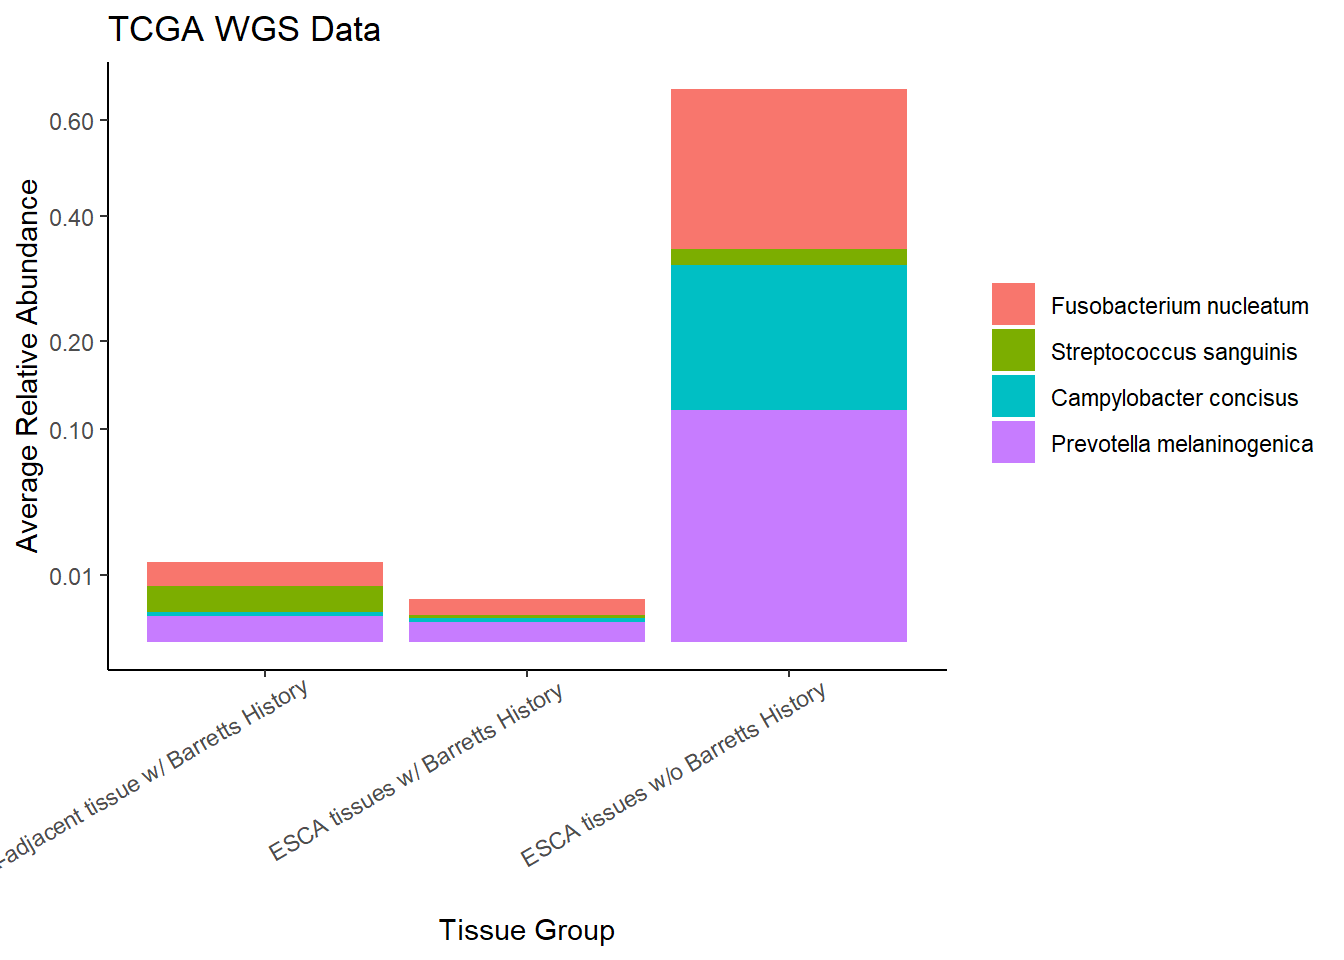 TCGA WGS Data
Average Relative Abundance
0.60
0.40
0.20
0.10
0.01
Fusobacterium nucleatum
Streptococcus sanguinis
Campylobacter concisus
Prevotella melaninogenica
-adjacent tissue w/ Barretts History
ESCA tissues w/ Barretts History
ESCA tissues w/o Barretts History
Tissue Group